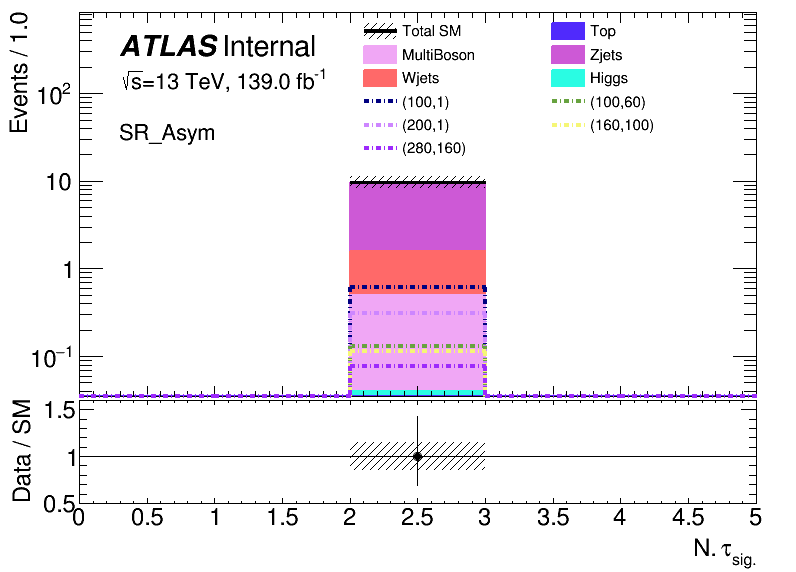 ATLAS Internal
√s=13 TeV, 139.0 fb⁻¹
SR_Asym
Total SM
Top
MultiBoson
Zjets
Wjets
Higgs
(100,1)
(100,60)
(200,1)
(160,100)
(280,160)
Events / 1.0
10²
10
1
10⁻¹
Data / SM
1.5
1
0.5
0 0.5 1 1.5 2 2.5 3 3.5 4 4.5 5
N. τsig.